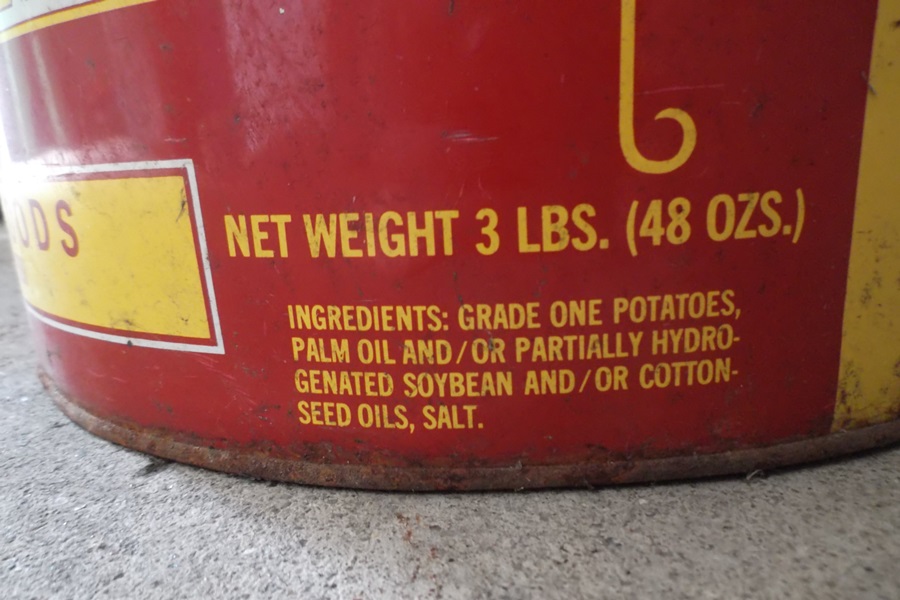 NET WEIGHT 3 LBS. (48 OZS.)
INGREDIENTS: GRADE ONE POTATOES,
PALM OIL AND/OR PARTIALLY HYDRO-
GENATED SOYBEAN AND/OR COTTON-
SEED OILS, SALT.